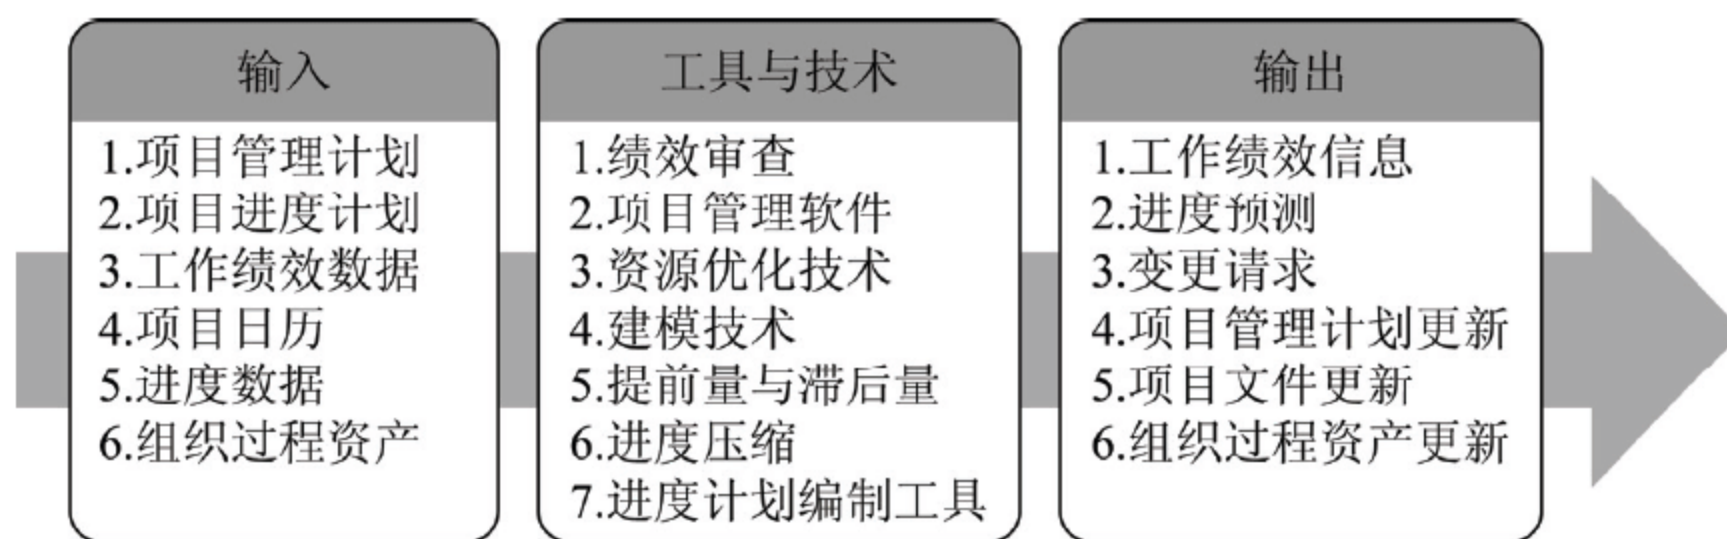 输入
1.项目管理计划
2.项目进度计划
3.工作绩效数据
4.项目日历
5.进度数据
6.组织过程资产
工具与技术
1.绩效审查
2.项目管理软件
3.资源优化技术
4.建模技术
5.提前量与滞后量
6.进度压缩
7.进度计划编制工具
输出
1.工作绩效信息
2.进度预测
3.变更请求
4.项目管理计划更新
5.项目文件更新
6.组织过程资产更新